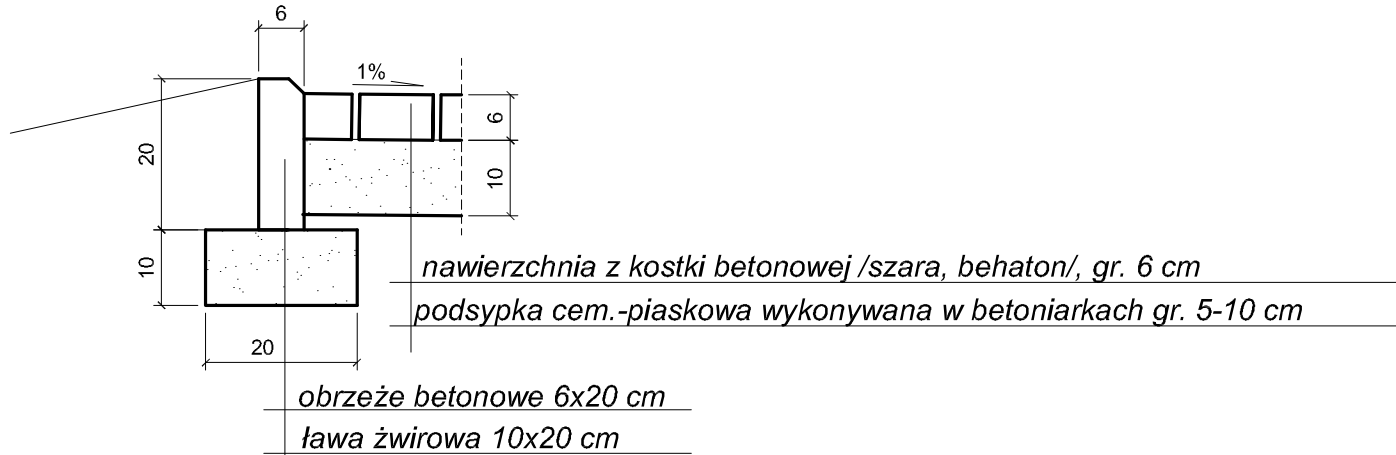 6
1%
20
6
10
10
nawierzchnia z kostki betonowej /szara, behaton/, gr. 6 cm
podsypka cem.-piaskowa wykonywana w betoniarkach gr. 5-10 cm
20
obrzeże betonowe 6x20 cm
ława żwirowa 10x20 cm